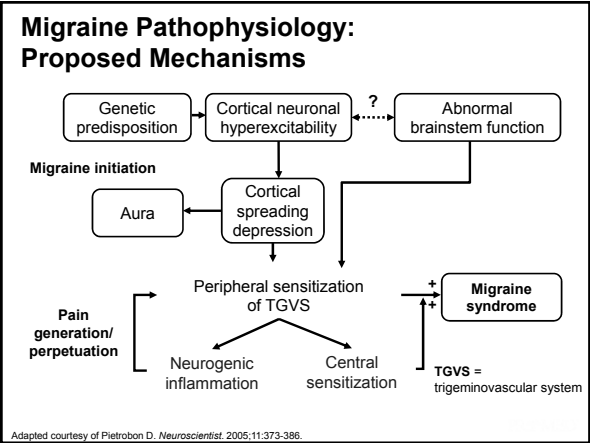 Migraine Pathophysiology:
Proposed Mechanisms
Genetic
predisposition
Cortical neuronal
hyperexcitability
?
Abnormal
brainstem function
Migraine initiation
Aura
Cortical
spreading
depression
Peripheral sensitization
of TGVS
+
+
Migraine
syndrome
Pain
generation/
perpetuation
Neurogenic
inflammation
Central
sensitization
TGVS =
trigeminovascular system
Adapted courtesy of Pietrobon D. Neuroscientist. 2005;11:373-386.